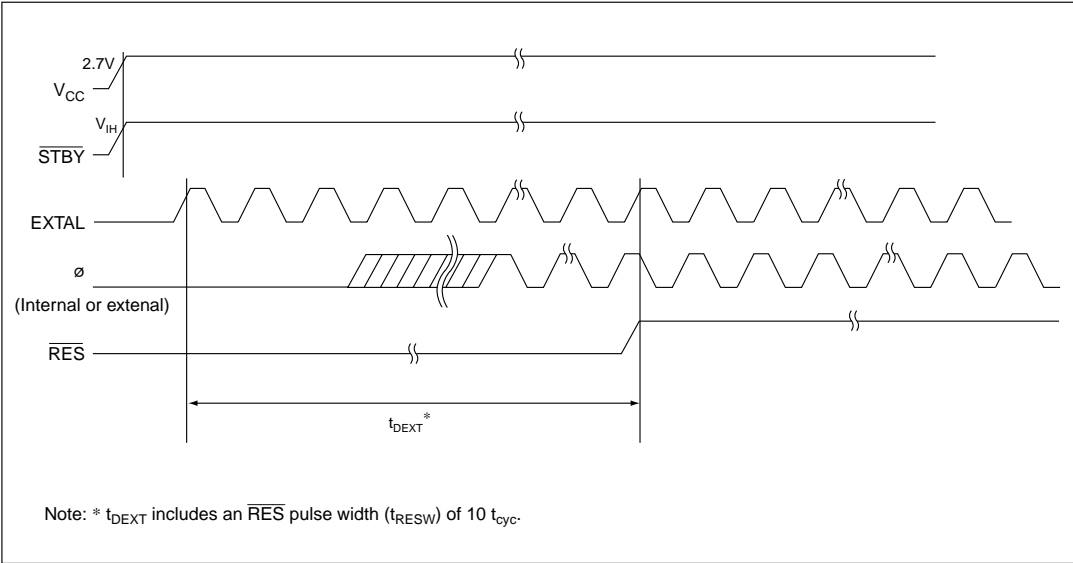 2.7V
VCC
VIH
STBY
EXTAL
ø
(Internal or extenal)
RES
tDEXT*
Note: * tDEXT includes an RES pulse width (tRESW) of 10 tcyc.